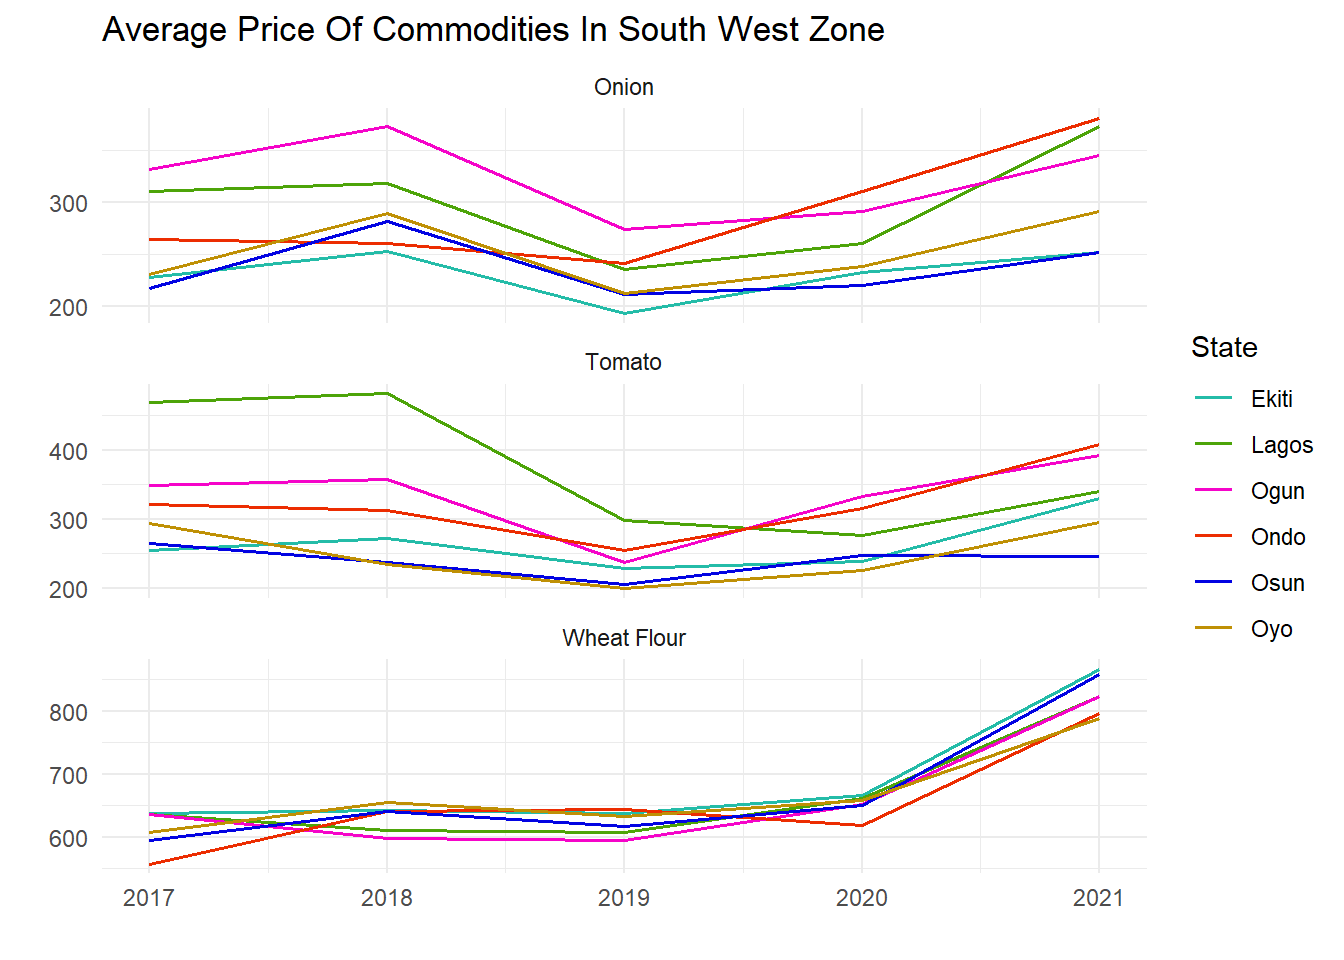 Average Price Of Commodities In South West Zone
Onion
300
200
Tomato
400
300
200
Wheat Flour
800
700
600
2017 2018 2019 2020 2021
State
Ekiti
Lagos
Ogun
Ondo
Osun
Oyo